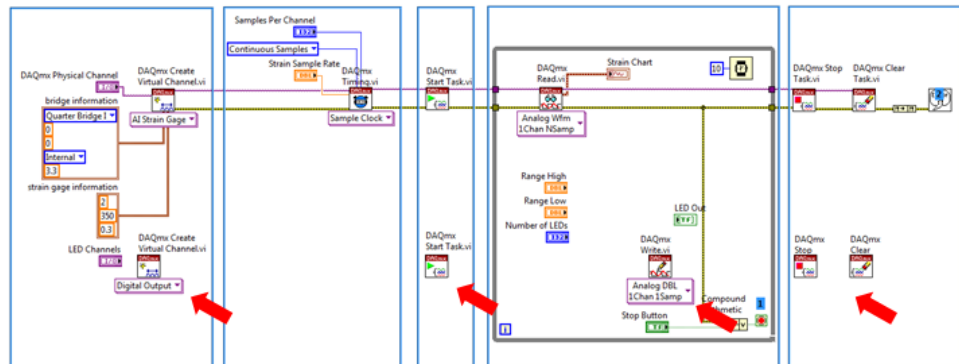 DAQmx Physical Channel
DAQmx Create
Virtual Channel.vi
AI Strain Gage
bridge information
Quarter Bridge I
0
0
Internal
3.3
strain gage information
2
350
0.3
LED Channels
DAQmx Create
Virtual Channel.vi
Digital Output
Samples Per Channel
Continuous Samples
Strain Sample Rate
DAQmx
Timing.vi
Sample Clock
DAQmx
Start Task.vi
DAQmx
Start Task.vi
DAQmx
Read.vi
Analog Wfm
1Chan NSamp
Strain Chart
10
Range High
Range Low
Number of LEDs
LED Out
DAQmx
Write.vi
Analog DBL
1Chan 1Samp
Compound
Stop Button
TF
i
1
DAQmx Stop
Task.vi
DAQmx Clear
Task.vi
DAQmx
Stop
DAQmx
Clear